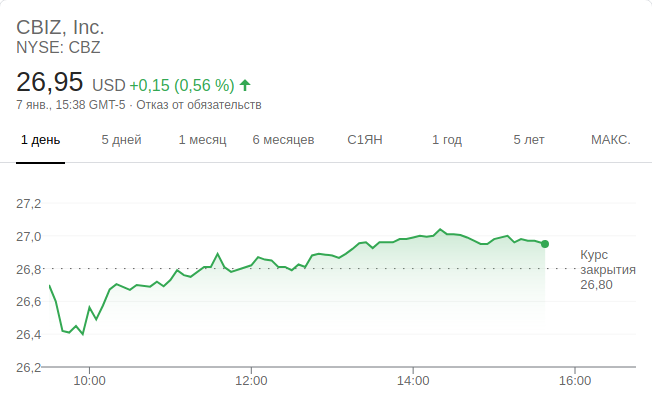 CBIZ, Inc.
NYSE: CBZ
26,95 USD +0,15 (0,56 %)
7 янв., 15:38 GMT-5 · Отказ от обязательств
1 день 5 дней 1 месяц 6 месяцев С1ЯН 1 год 5 лет МАКС.
27,2
27,0
26,8
26,6
26,4
26,2
Курс
закрытия
26,80
10:00 12:00 14:00 16:00